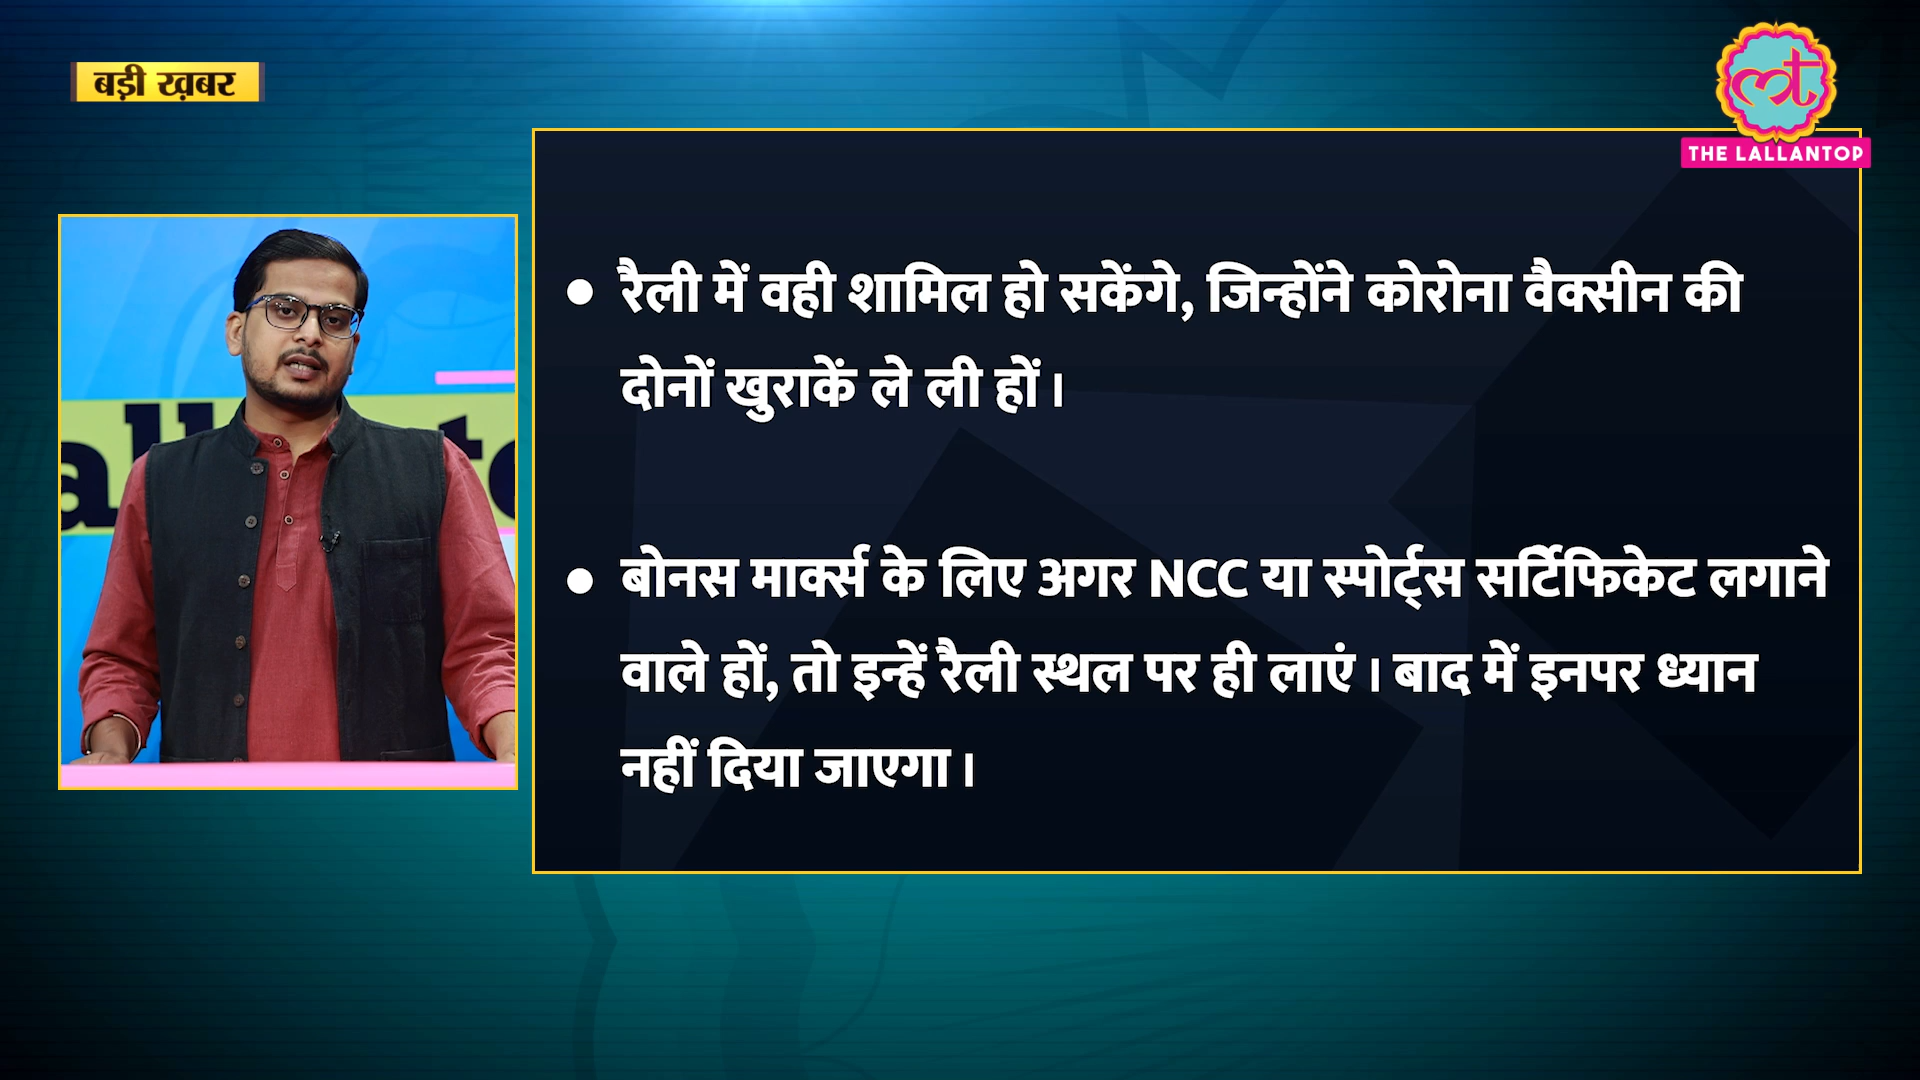 बड़ी ख़बर
THE LALLANTOP
रैली में वही शामिल हो सकेंगे, जिन्होंने कोरोना वैक्सीन की
दोनों खुराकें ले ली हों।
बोनस मार्क्स के लिए अगर NCC या स्पोर्ट्स सर्टिफिकेट लगाने
वाले हों, तो इन्हें रैली स्थल पर ही लाएं। बाद में इनपर ध्यान
नहीं दिया जाएगा।